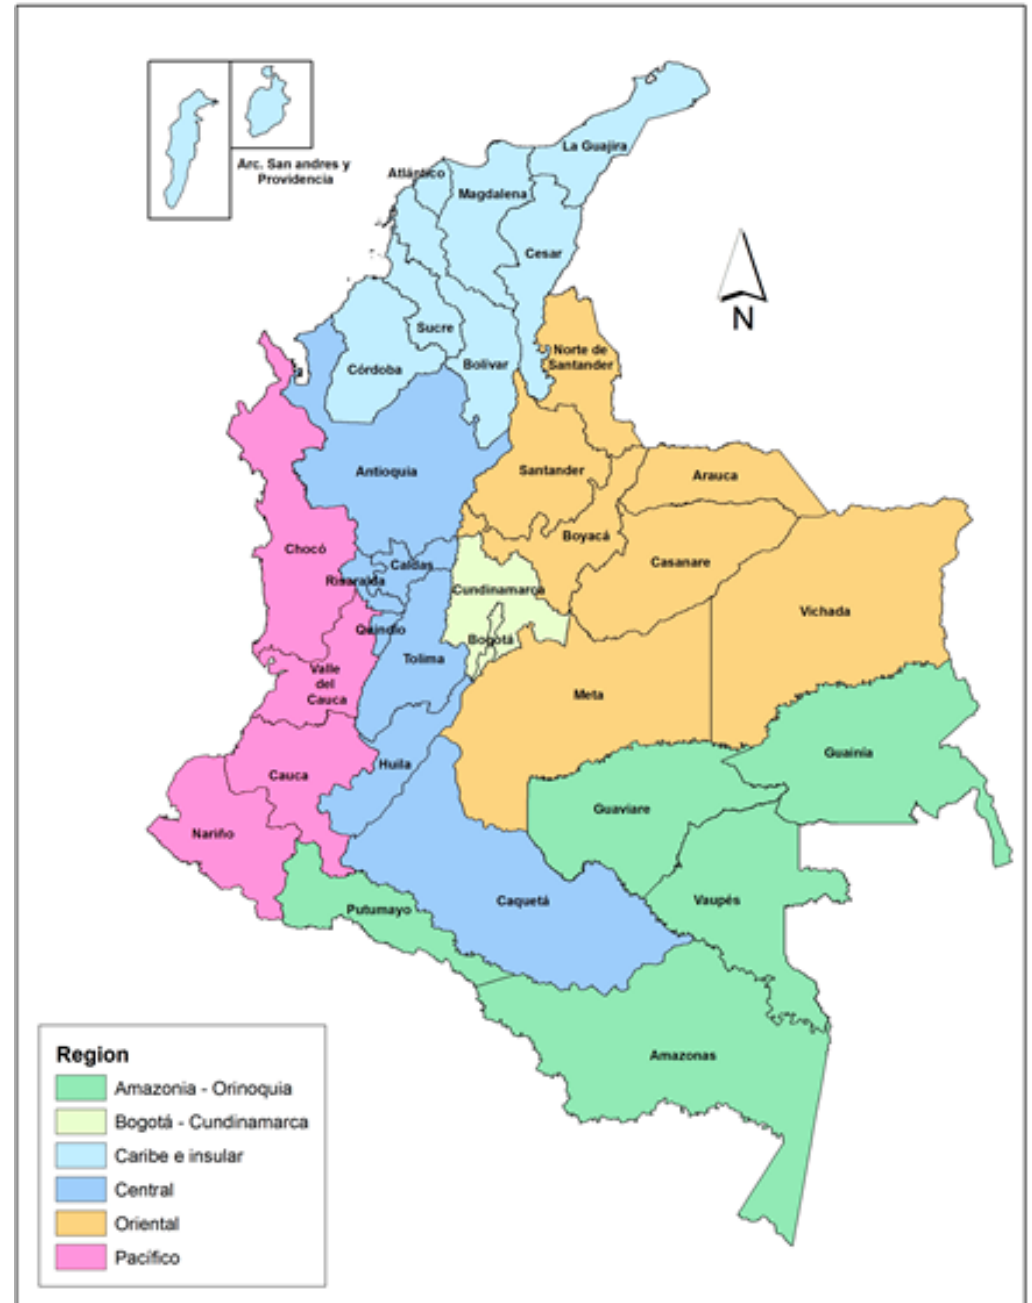 Arc. San andres y
Providencia
La Guajira
Atlántico
Magdalena
Cesar
N
Sucre
Norte de
Santander
Córdoba
Bolívar
Antioquia
Santander
Arauca
Chocó
Boyacá
Caldas
Casanare
Risaralda
Cundinamarca
Vichada
Quindío
Bogotá
Tolima
Valle
del
Cauca
Meta
Guainía
Huila
Cauca
Guaviare
Nariño
Caquetá
Vaupés
Putumayo
Amazonas
Region
Amazonia - Orinoquia
Bogotá - Cundinamarca
Caribe e insular
Central
Oriental
Pacífico